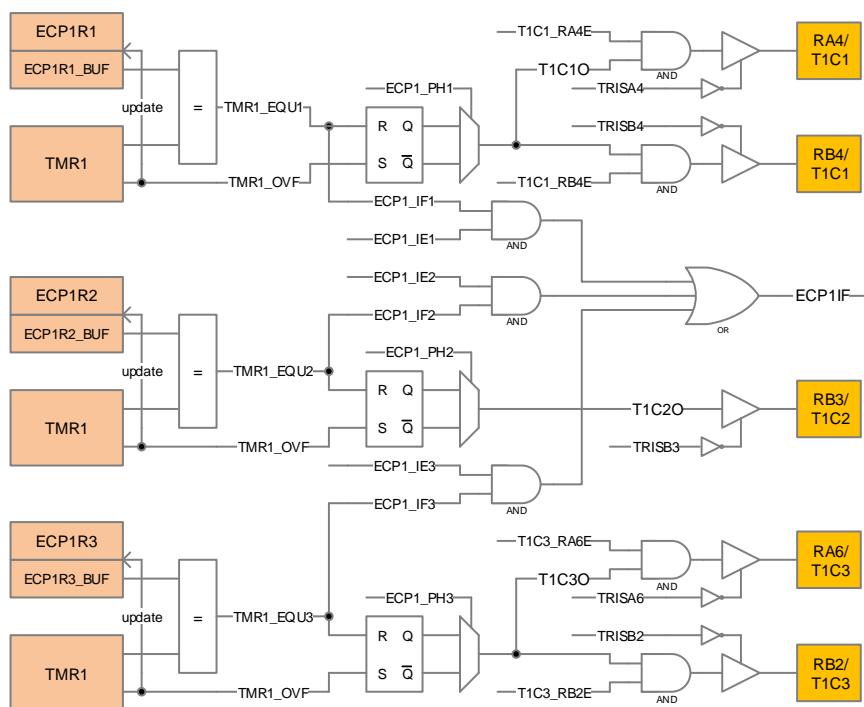 ECP1R1
ECP1R1_BUF
update
TMR1
=
TMR1_EQU1
TMR1_OVF
ECP1_PH1
R Q
S Q̅
T1C1_RA4E
T1C1O
AND
TRISA4
RA4/
T1C1
TRISB4
T1C1_RB4E
AND
RB4/
T1C1
ECP1_IF1
ECP1_IE1
AND
ECP1R2
ECP1R2_BUF
update
TMR1
=
TMR1_EQU2
TMR1_OVF
ECP1_IE2
ECP1_IF2
AND
OR
ECP1IF
ECP1_PH2
R Q
S Q̅
T1C2O
TRISB3
RB3/
T1C2
ECP1_IE3
ECP1_IF3
AND
ECP1R3
ECP1R3_BUF
update
TMR1
=
TMR1_EQU3
TMR1_OVF
ECP1_PH3
R Q
S Q̅
T1C3_RA6E
T1C3O
AND
TRISA6
RA6/
T1C3
TRISB2
T1C3_RB2E
AND
RB2/
T1C3